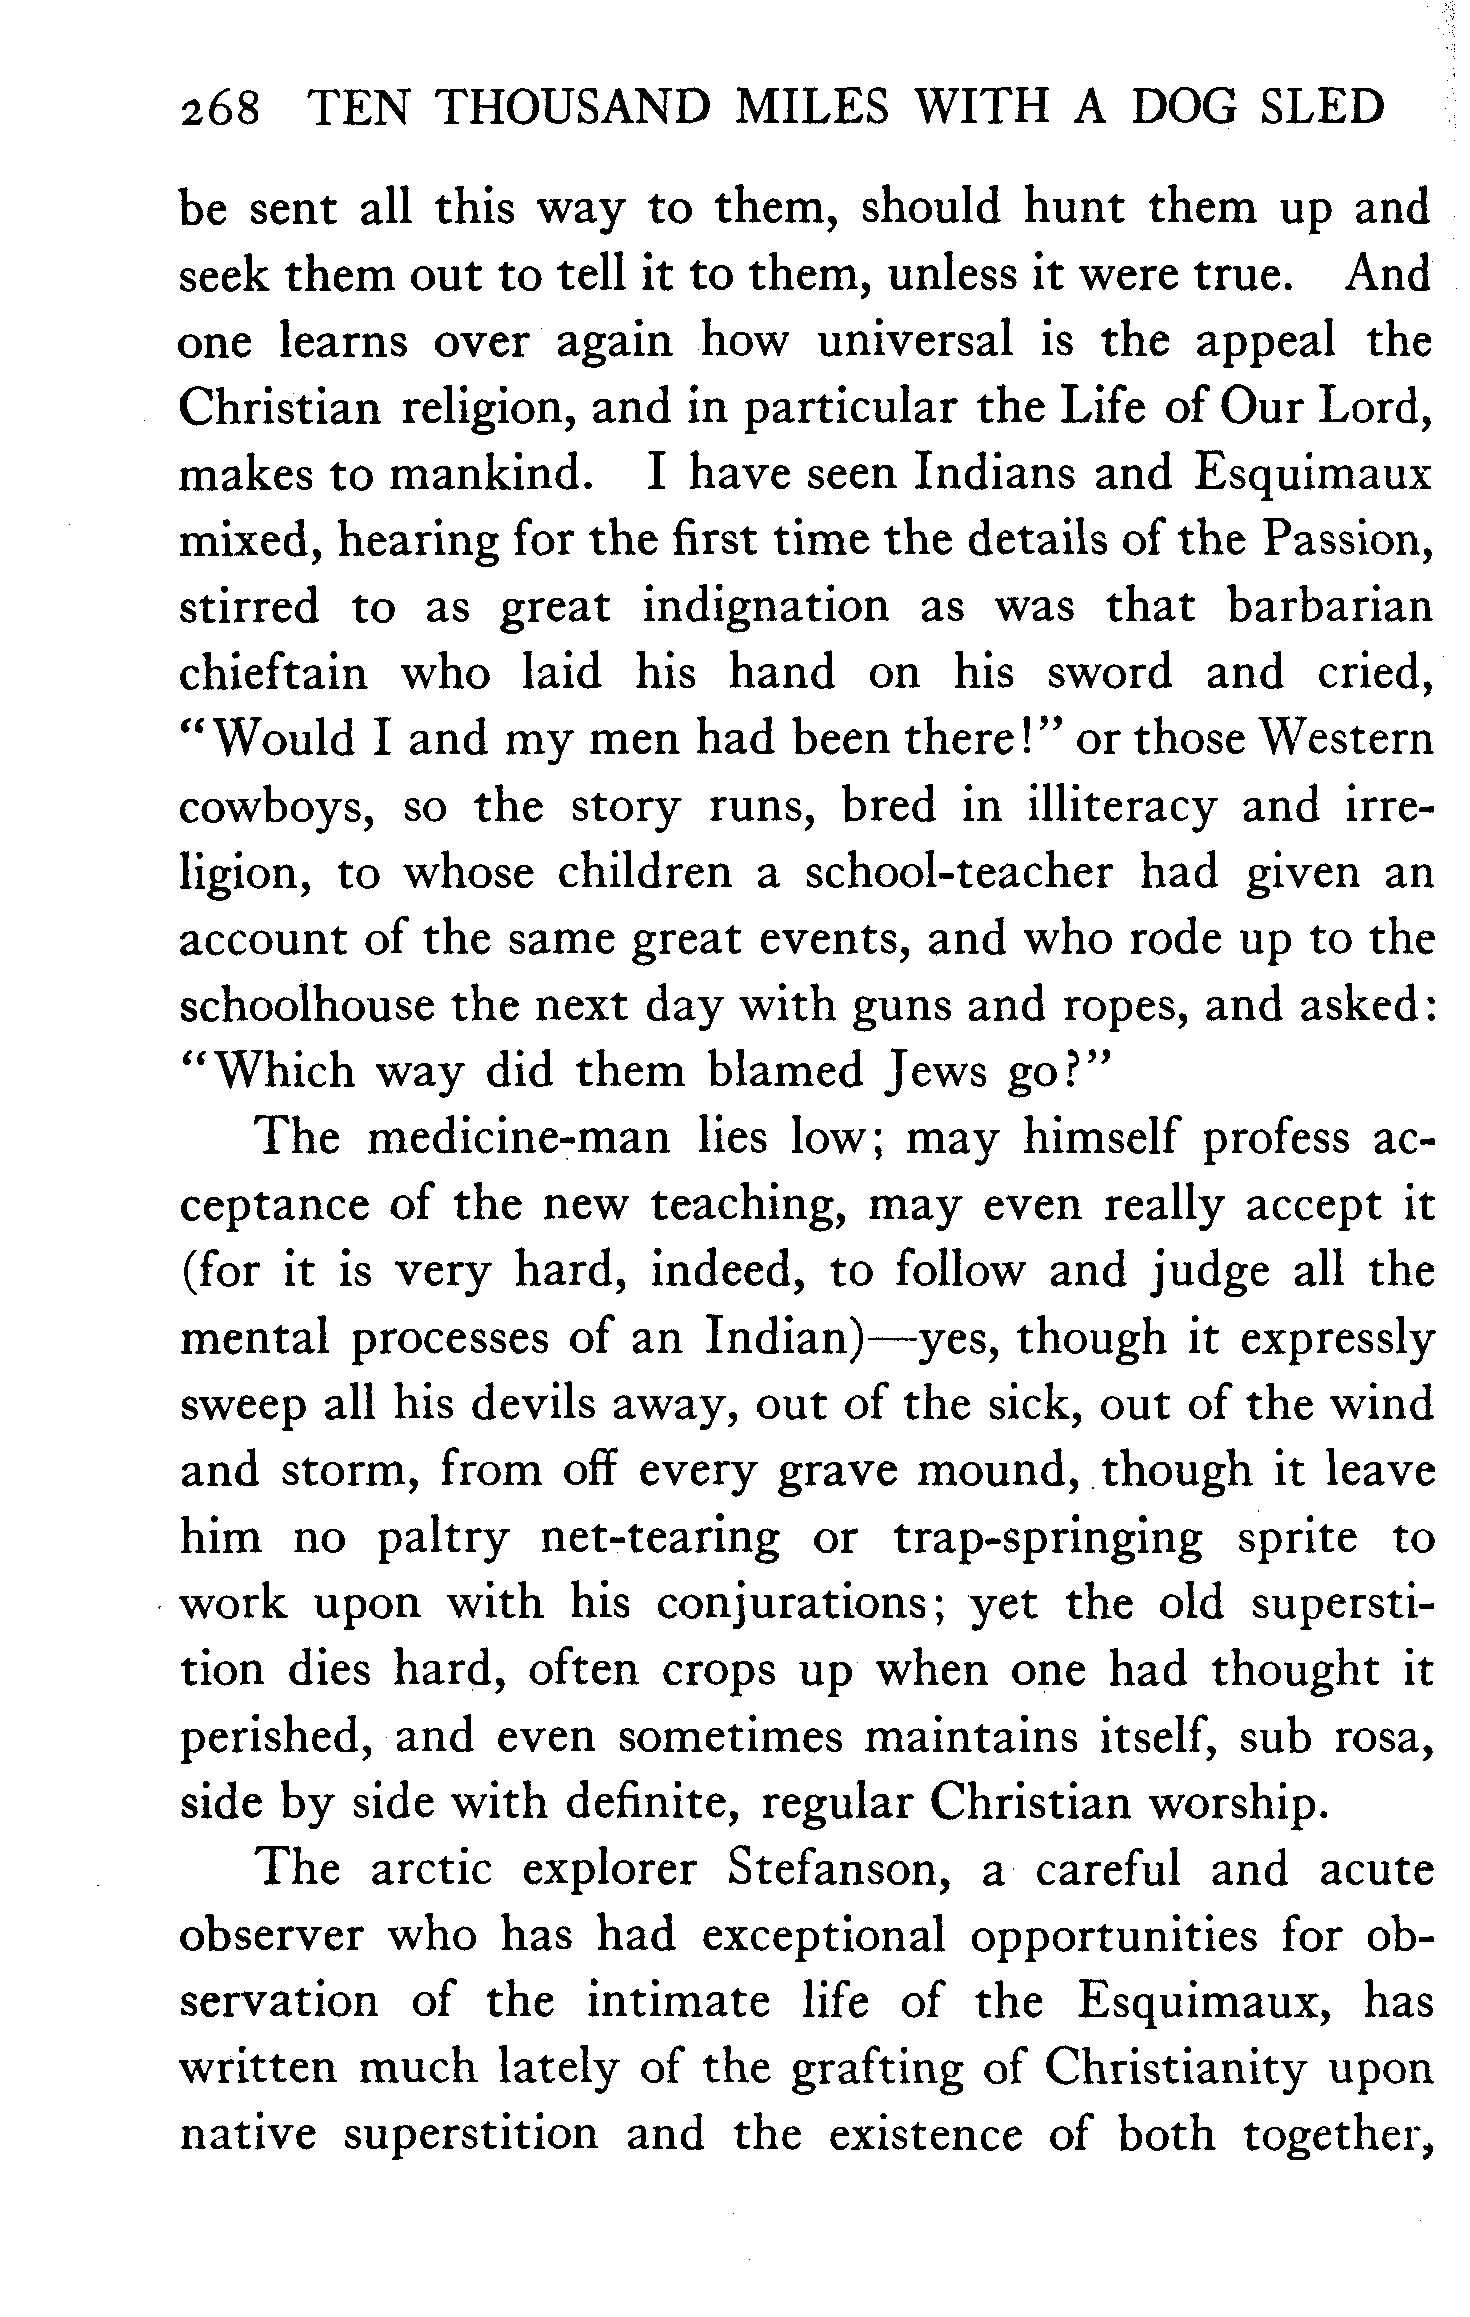 268 TEN THOUSAND MILES WITH A DOG SLED
be sent all this way to them, should hunt them up and
seek them out to tell it to them, unless it were true. And
one learns over again how universal is the appeal the
Christian religion, and in particular the Life of Our Lord,
makes to mankind. I have seen Indians and Esquimaux
mixed, hearing for the first time the details of the Passion,
stirred to as great indignation as was that barbarian
chieftain who laid his hand on his sword and cried,
"Would I and my men had been there!" or those Western
cowboys, so the story runs, bred in illiteracy and irre-
ligion, to whose children a school-teacher had given an
account of the same great events, and who rode up to the
schoolhouse the next day with guns and ropes, and asked:
"Which way did them blamed Jews go?"
The medicine-man lies low; may himself profess ac-
ceptance of the new teaching, may even really accept it
(for it is very hard, indeed, to follow and judge all the
mental processes of an Indian)—yes, though it expressly
sweep all his devils away, out of the sick, out of the wind
and storm, from off every grave mound, though it leave
him no paltry net-tearing or trap-springing sprite to
work upon with his conjurations; yet the old supersti-
tion dies hard, often crops up when one had thought it
perished, and even sometimes maintains itself, sub rosa,
side by side with definite, regular Christian worship.
The arctic explorer Stefanson, a careful and acute
observer who has had exceptional opportunities for ob-
servation of the intimate life of the Esquimaux, has
written much lately of the grafting of Christianity upon
native superstition and the existence of both together,